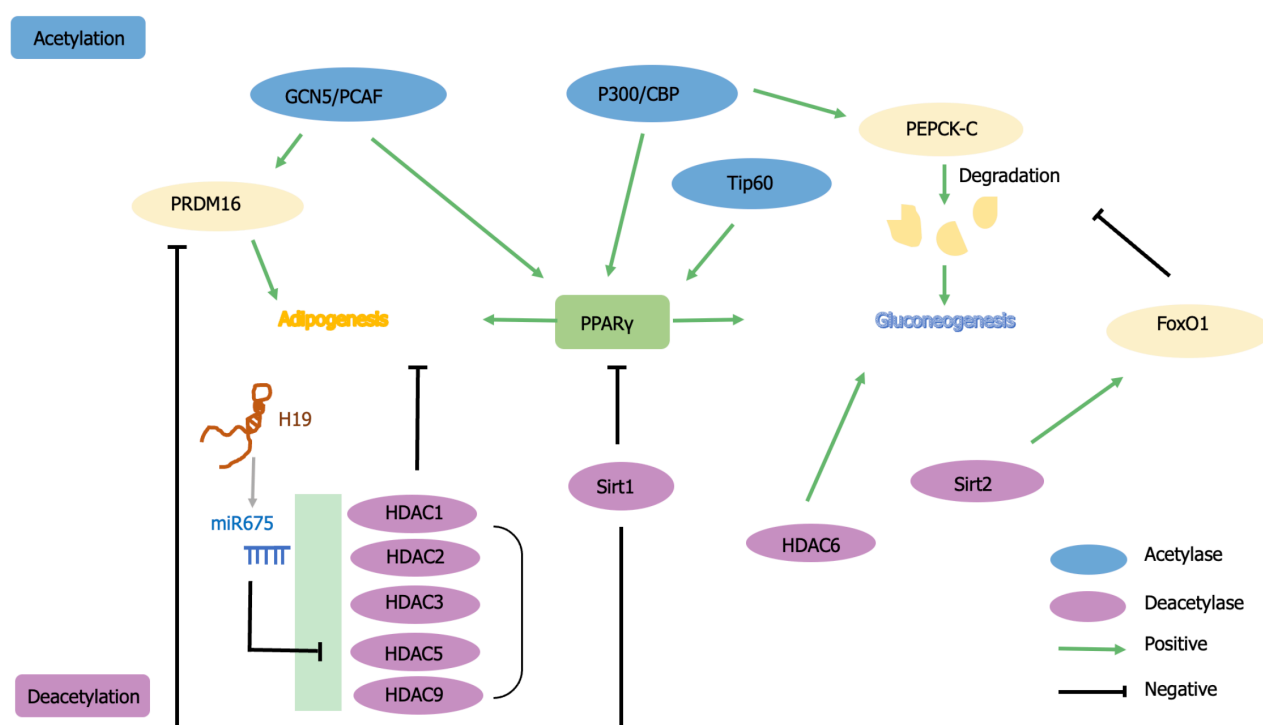 Acetylation
GCN5/PCAF
P300/CBP
PEPCK-C
Tip60
Degradation
PRDM16
Adipogenesis
PPARγ
Gluconeogenesis
FoxO1
H19
Sirt1
Sirt2
miR675
HDAC1
HDAC2
HDAC3
HDAC5
HDAC9
HDAC6
Acetylase
Deacetylase
Positive
Negative
Deacetylation